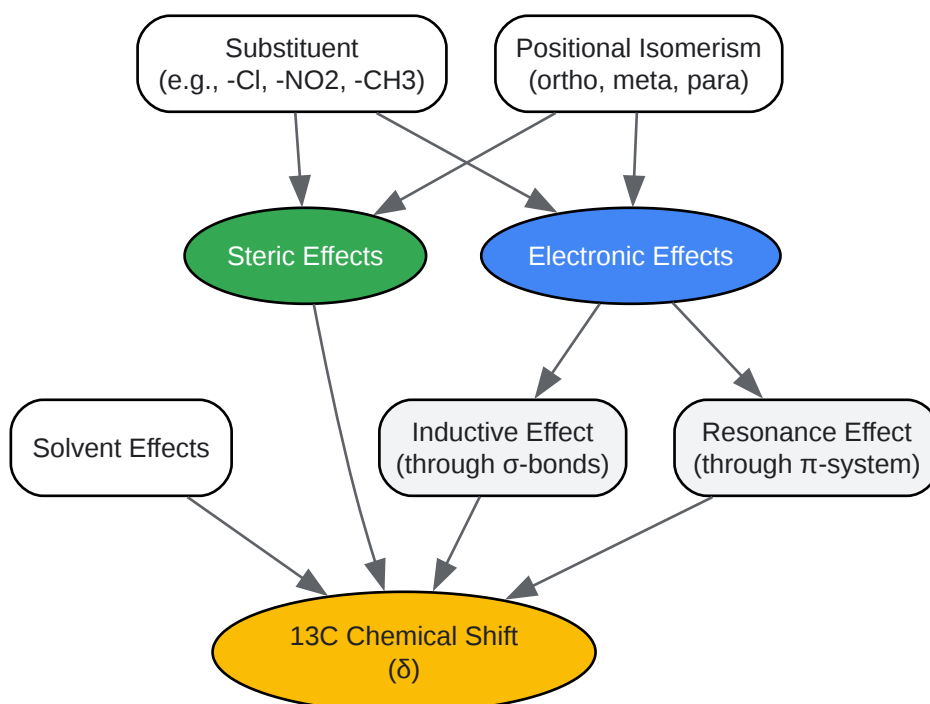 Substituent
(e.g., -Cl, -NO2, -CH3)
Positional Isomerism
(ortho, meta, para)
Steric Effects
Electronic Effects
Solvent Effects
Inductive Effect
(through σ-bonds)
Resonance Effect
(through π-system)
13C Chemical Shift
(δ)